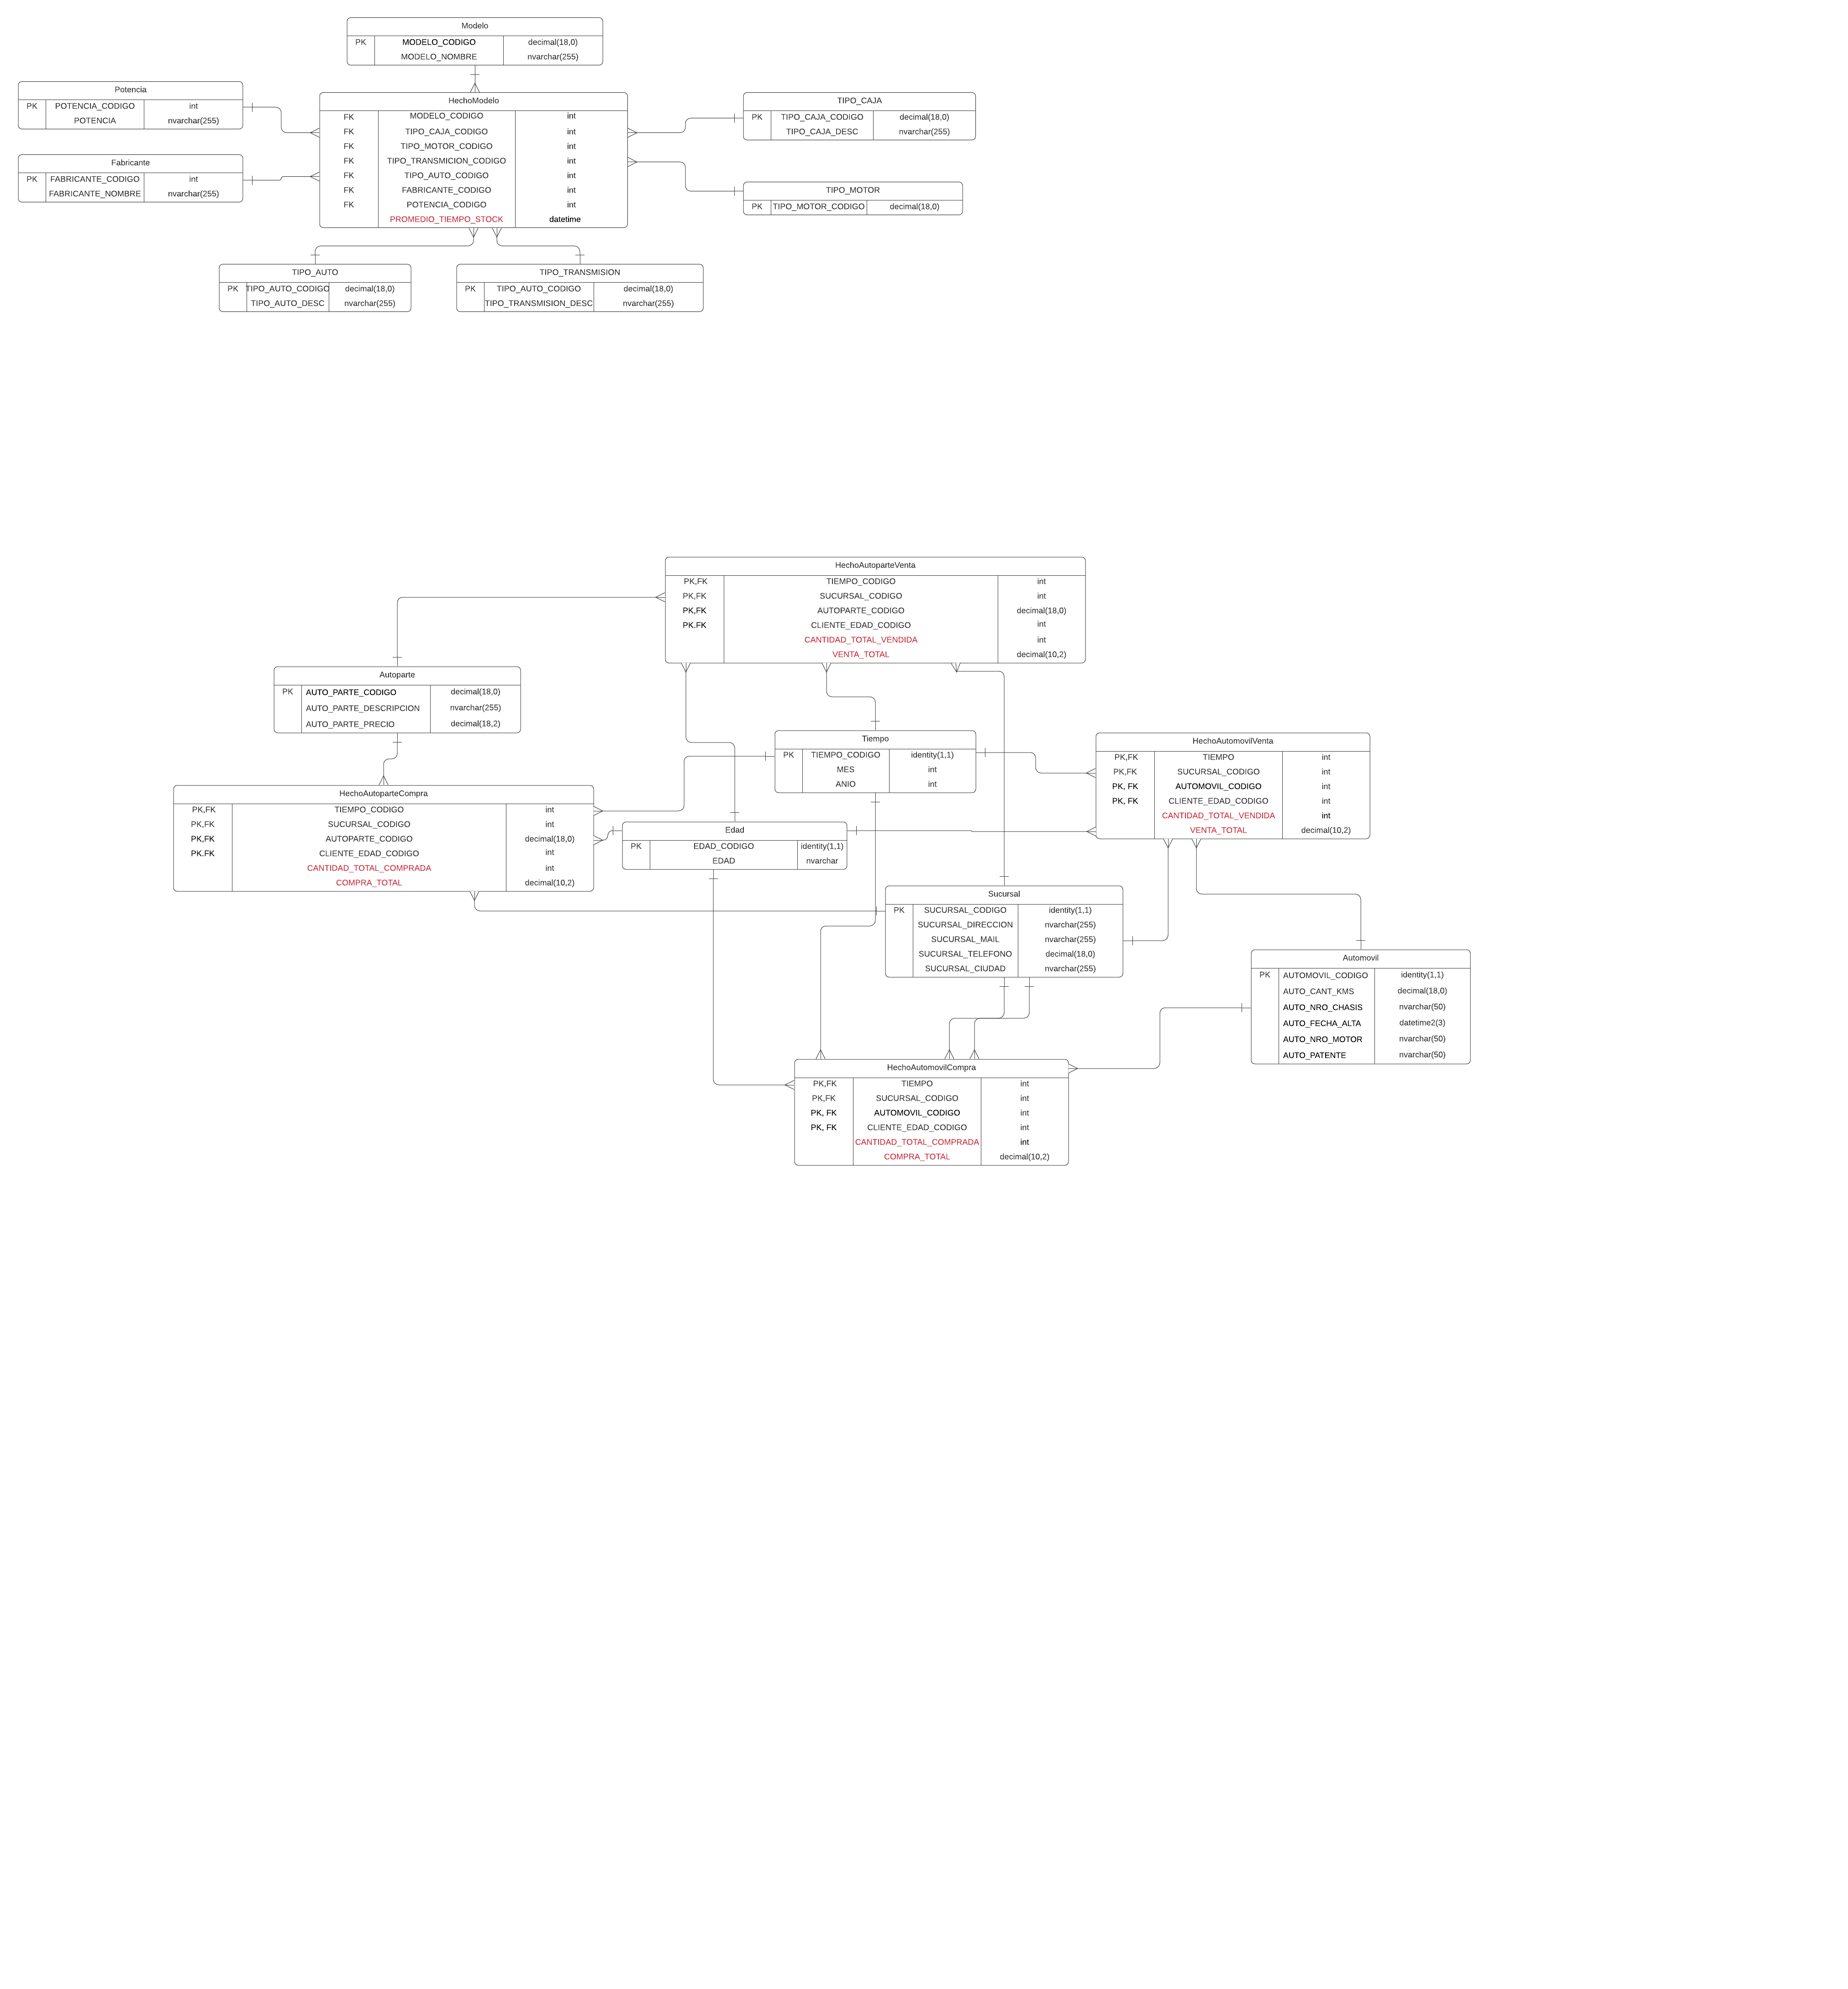 Modelo
PK MODELO_CODIGO decimal(18,0)
MODELO_NOMBRE nvarchar(255)
Potencia
PK POTENCIA_CODIGO int
POTENCIA nvarchar(255)
HechoModelo
FK MODELO_CODIGO int
FK TIPO_CAJA_CODIGO int
FK TIPO_MOTOR_CODIGO int
FK TIPO_TRANSMICION_CODIGO int
FK TIPO_AUTO_CODIGO int
FK FABRICANTE_CODIGO int
FK POTENCIA_CODIGO int
PROMEDIO_TIEMPO_STOCK datetime
TIPO_CAJA
PK TIPO_CAJA_CODIGO decimal(18,0)
TIPO_CAJA_DESC nvarchar(255)
Fabricante
PK FABRICANTE_CODIGO int
FABRICANTE_NOMBRE nvarchar(255)
TIPO_MOTOR
PK TIPO_MOTOR_CODIGO decimal(18,0)
TIPO_AUTO
PK TIPO_AUTO_CODIGO decimal(18,0)
TIPO_AUTO_DESC nvarchar(255)
TIPO_TRANSMISION
PK TIPO_AUTO_CODIGO decimal(18,0)
TIPO_TRANSMISION_DESC nvarchar(255)
HechoAutoparteVenta
PK,FK TIEMPO_CODIGO int
PK,FK SUCURSAL_CODIGO int
PK,FK AUTOPARTE_CODIGO decimal(18,0)
PK.FK CLIENTE_EDAD_CODIGO int
CANTIDAD_TOTAL_VENDIDA int
VENTA_TOTAL decimal(10,2)
Autoparte
PK AUTO_PARTE_CODIGO decimal(18,0)
AUTO_PARTE_DESCRIPCION nvarchar(255)
AUTO_PARTE_PRECIO decimal(18,2)
Tiempo
PK TIEMPO_CODIGO identity(1,1)
MES int
ANIO int
HechoAutomovilVenta
PK,FK TIEMPO int
PK,FK SUCURSAL_CODIGO int
PK, FK AUTOMOVIL_CODIGO int
PK, FK CLIENTE_EDAD_CODIGO int
CANTIDAD_TOTAL_VENDIDA int
VENTA_TOTAL decimal(10,2)
HechoAutoparteCompra
PK,FK TIEMPO_CODIGO int
PK,FK SUCURSAL_CODIGO int
PK,FK AUTOPARTE_CODIGO decimal(18,0)
PK.FK CLIENTE_EDAD_CODIGO int
CANTIDAD_TOTAL_COMPRADA int
COMPRA_TOTAL decimal(10,2)
Edad
PK EDAD_CODIGO identity(1,1)
EDAD nvarchar
Sucursal
PK SUCURSAL_CODIGO identity(1,1)
SUCURSAL_DIRECCION nvarchar(255)
SUCURSAL_MAIL nvarchar(255)
SUCURSAL_TELEFONO decimal(18,0)
SUCURSAL_CIUDAD nvarchar(255)
Automovil
PK AUTOMOVIL_CODIGO identity(1,1)
AUTO_CANT_KMS decimal(18,0)
AUTO_NRO_CHASIS nvarchar(50)
AUTO_FECHA_ALTA datetime2(3)
AUTO_NRO_MOTOR nvarchar(50)
AUTO_PATENTE nvarchar(50)
HechoAutomovilCompra
PK,FK TIEMPO int
PK,FK SUCURSAL_CODIGO int
PK, FK AUTOMOVIL_CODIGO int
PK, FK CLIENTE_EDAD_CODIGO int
CANTIDAD_TOTAL_COMPRADA int
COMPRA_TOTAL decimal(10,2)